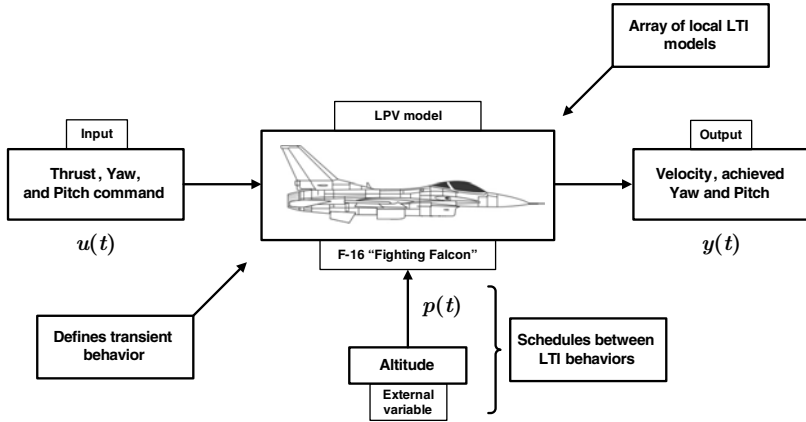 Array of local LTI
models
LPV model
Input
Thrust, Yaw,
and Pitch command
u(t)
Output
Velocity, achieved
Yaw and Pitch
y(t)
F-16 “Fighting Falcon”
Defines transient
behavior
p(t)
Altitude
External
variable
Schedules between
LTI behaviors